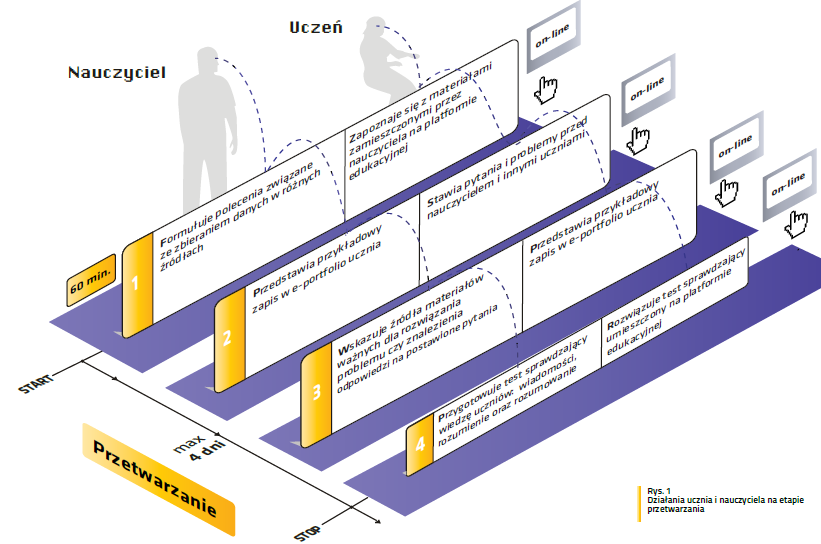 Uczeń
Nauczyciel
on-line
on-line
on-line
on-line
60 min.
1
Formułuje polecenia związane
ze zbieraniem danych w różnych
źródłach
Zapoznaje się z materiałami
zamieszczonymi przez
nauczyciela na platformie
edukacyjnej
2
Przedstawia przykładowy
zapis w e-portfolio ucznia
Stawia pytania i problemy przed
nauczycielem i innymi uczniami
3
Wskazuje źródła materiałów
ważnych dla rozwiązania
problemu czy znalezienia
odpowiedzi na postawione pytania
Przedstawia przykładowy
zapis w e-portfolio ucznia
4
Przygotowuje test sprawdzający
wiedzę uczniów: wiadomości,
rozumienie oraz rozumowanie
Rozwiązuje test sprawdzający
umieszczony na platformie
edukacyjnej
START
max
4 dni
Przetwarzanie
STOP
Rys. 1
Działania ucznia i nauczyciela na etapie
przetwarzania